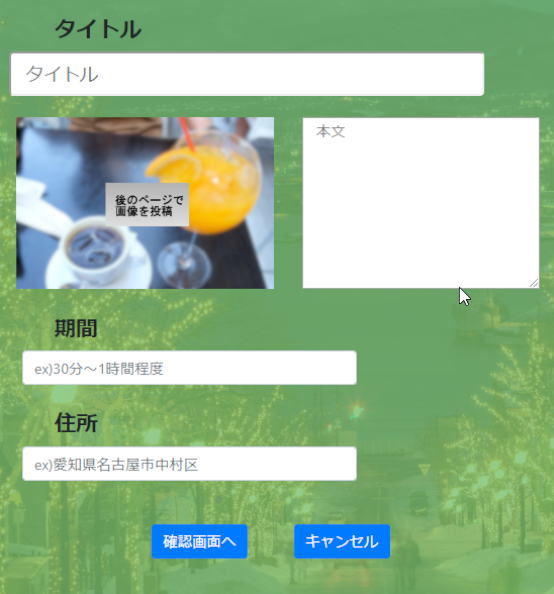 タイトル
タイトル
後のページで
画像を投稿
本文
期間
ex)30分～1時間程度
住所
ex)愛知県名古屋市中村区
確認画面へ
キャンセル